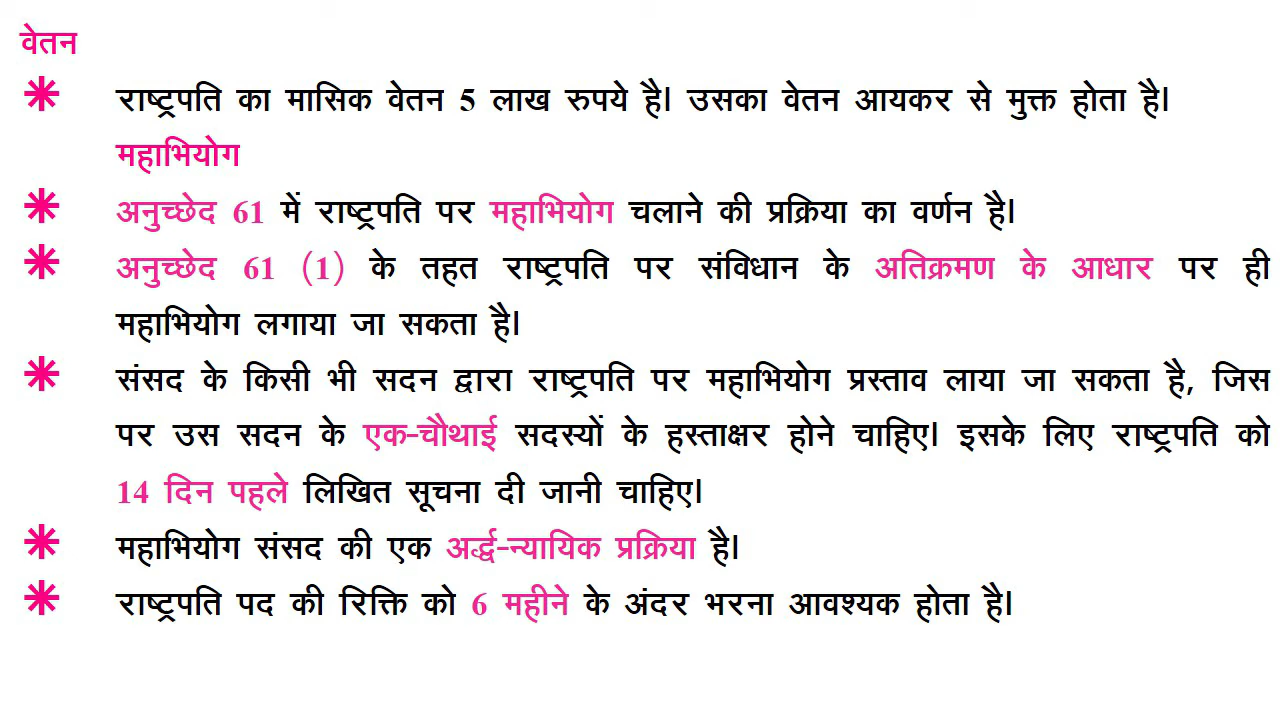 वेतन
राष्ट्रपति का मासिक वेतन 5 लाख रुपये है। उसका वेतन आयकर से मुक्त होता है।
महाभियोग
अनुच्छेद 61 में राष्ट्रपति पर महाभियोग चलाने की प्रक्रिया का वर्णन है।
अनुच्छेद 61 (1) के तहत राष्ट्रपति पर संविधान के अतिक्रमण के आधार पर ही
महाभियोग लगाया जा सकता है।
संसद के किसी भी सदन द्वारा राष्ट्रपति पर महाभियोग प्रस्ताव लाया जा सकता है, जिस
पर उस सदन के एक-चौथाई सदस्यों के हस्ताक्षर होने चाहिए। इसके लिए राष्ट्रपति को
14 दिन पहले लिखित सूचना दी जानी चाहिए।
महाभियोग संसद की एक अर्द्ध-न्यायिक प्रक्रिया है।
राष्ट्रपति पद की रिक्ति को 6 महीने के अंदर भरना आवश्यक होता है।